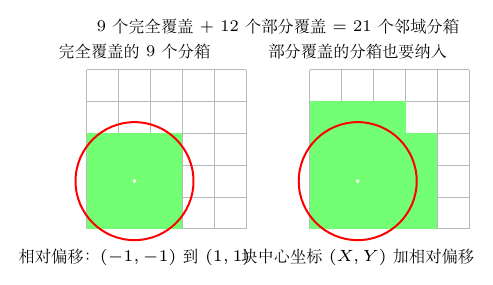 9 个完全覆盖 + 12 个部分覆盖 = 21 个邻域分箱
完全覆盖的 9 个分箱
部分覆盖的分箱也要纳入
相对偏移：(−1, −1) 到 (1, 1)
块中心坐标 (X, Y) 加相对偏移